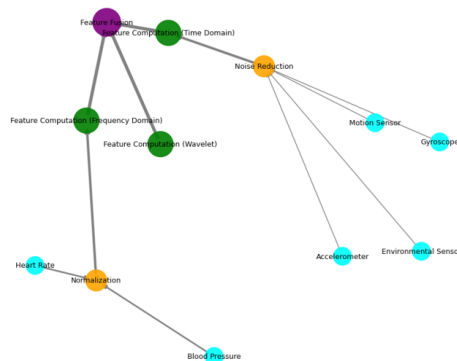 Feature Fusion
Feature Computation (Time Domain)
Noise Reduction
Feature Computation (Frequency Domain)
Motion Sensor
Gyroscope
Feature Computation (Wavelet)
Environmental Senso
Accelerometer
Heart Rate
Normalization
Blood Pressure